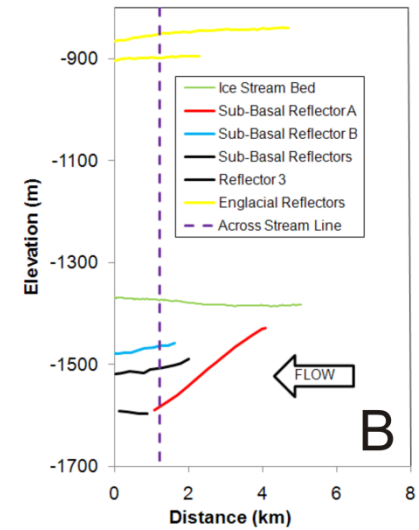 -900
-1100
-1300
-1500
-1700
Elevation (m)
Ice Stream Bed
Sub-Basal Reflector A
Sub-Basal Reflector B
Sub-Basal Reflectors
Reflector 3
Englacial Reflectors
Across Stream Line
FLOW
B
0 2 4 6 8
Distance (km)